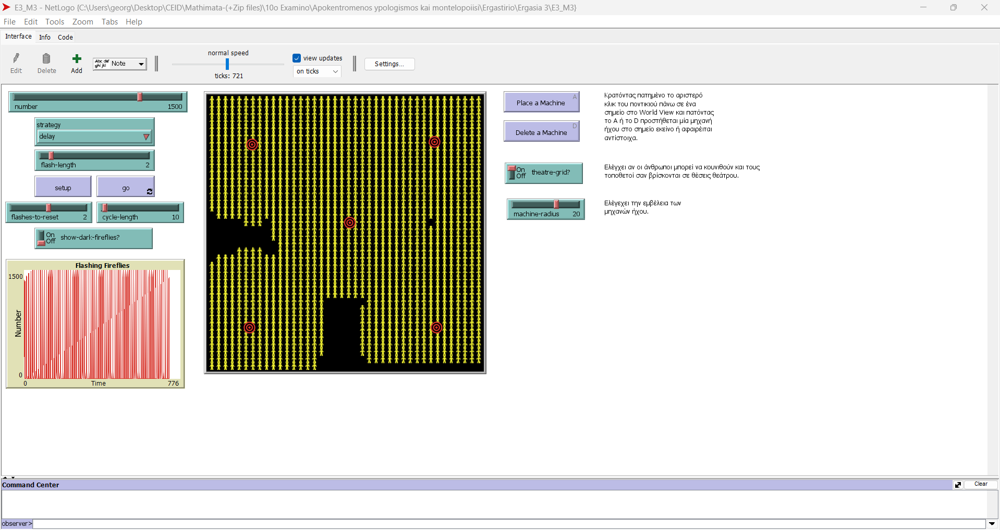 E3_M3 - NetLogo {C:\Users\georg\Desktop\CEID\Mathimata-(+Zip files)\10o Examino\Apokentromenos ypologismos kai montelopoiisi\Ergastirio\Ergasia 3\E3_M3}
File Edit Tools Zoom Tabs Help
Interface Info Code
Edit Delete Add
Abc def
ghi jkl
Note
normal speed
ticks: 721
view updates
on ticks
Settings...
number 1500
strategy
delay
flash-length 2
setup go
flashes-to-reset 2
cycle-length 10
On
Off
show-dark-fireflies?
Flashing Fireflies
1500
Number
0
0 Time 776
Place a Machine A
Delete a Machine D
Κρατόντας πατημένο το αριστερό
κλικ του ποντικιού πάνω σε ένα
σημείο στο World View και πατόντας
το Α ή το D προστήθεται μία μηχανή
ήχου στο σημείο εκείνο ή αφαιρέιται
αντίστοιχα.
On
Off
theatre-grid?
Ελέγχει αν οι άνθρωποι μπορεί να κουνιθούν και τους
τοποθετοί σαν βρίσκονται σε θέσεις θεάτρου.
machine-radius 20
Ελέγεχει την εμβέλεια των
μηχανών ήχου.
Command Center
Clear
observer>